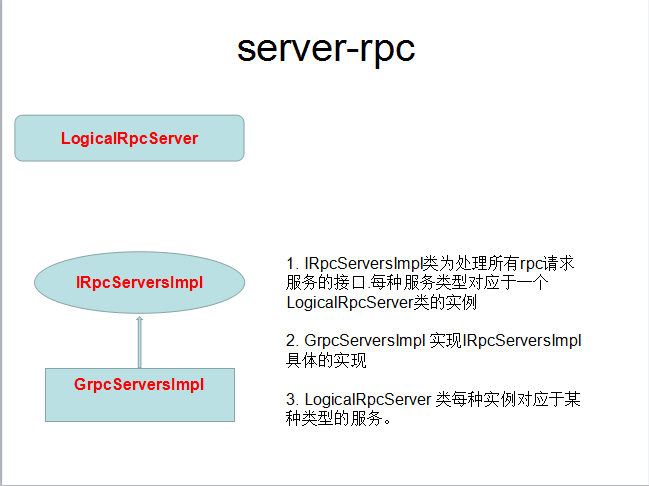 server-rpc
LogicalRpcServer
IRpcServersImpl
GrpcServersImpl
1. IRpcServersImpl类为处理所有rpc请求
服务的接口.每种服务类型对应于一个
LogicalRpcServer类的实例
2. GrpcServersImpl 实现IRpcServersImpl
具体的实现
3. LogicalRpcServer 类每种实例对应于某
种类型的服务。